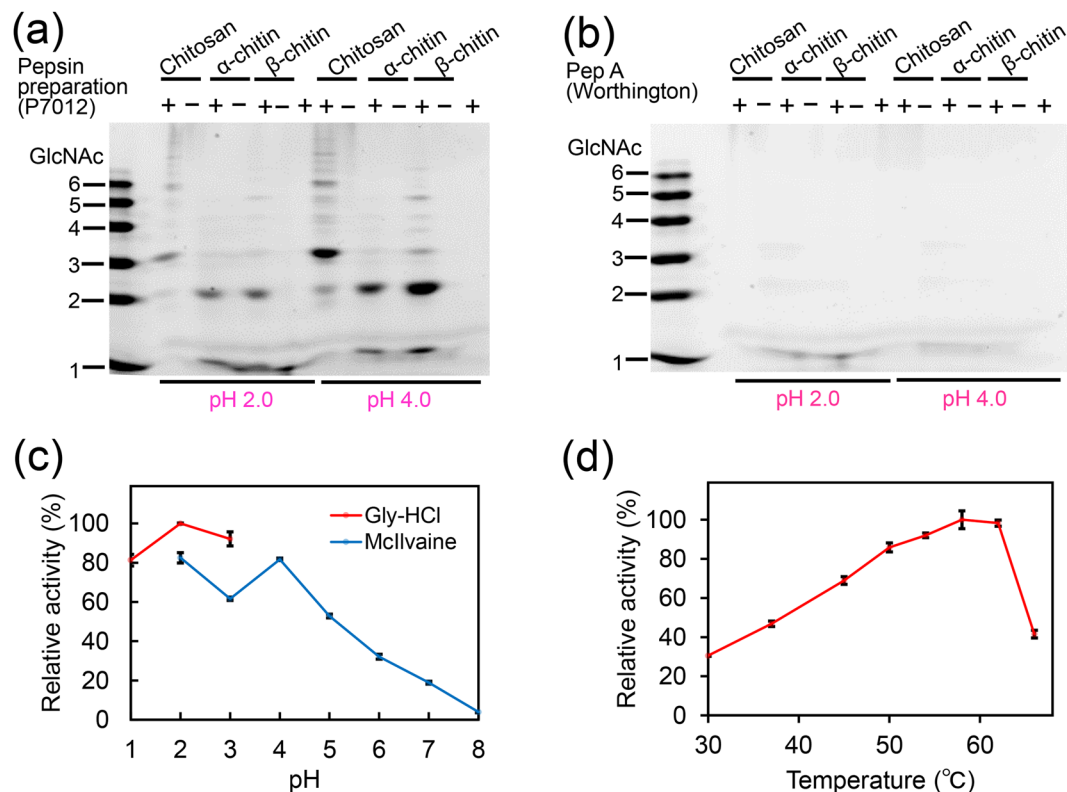 (a)
Chitosan α-chitin β-chitin Chitosan α-chitin β-chitin
Pepsin
preparation
(P7012)
+ − + − + − + + − + − + − +
GlcNAc
6
5
4
3
2
1
pH 2.0 pH 4.0
(b)
Chitosan α-chitin β-chitin Chitosan α-chitin β-chitin
Pep A
(Worthington)
+ − + − + − + + − + − + − +
GlcNAc
6
5
4
3
2
1
pH 2.0 pH 4.0
(c)
Relative activity (%)
100
80
60
40
20
0
Gly-HCl
McIlvaine
1 2 3 4 5 6 7 8
pH
(d)
Relative activity (%)
100
80
60
40
20
0
30 40 50 60
Temperature (°C)